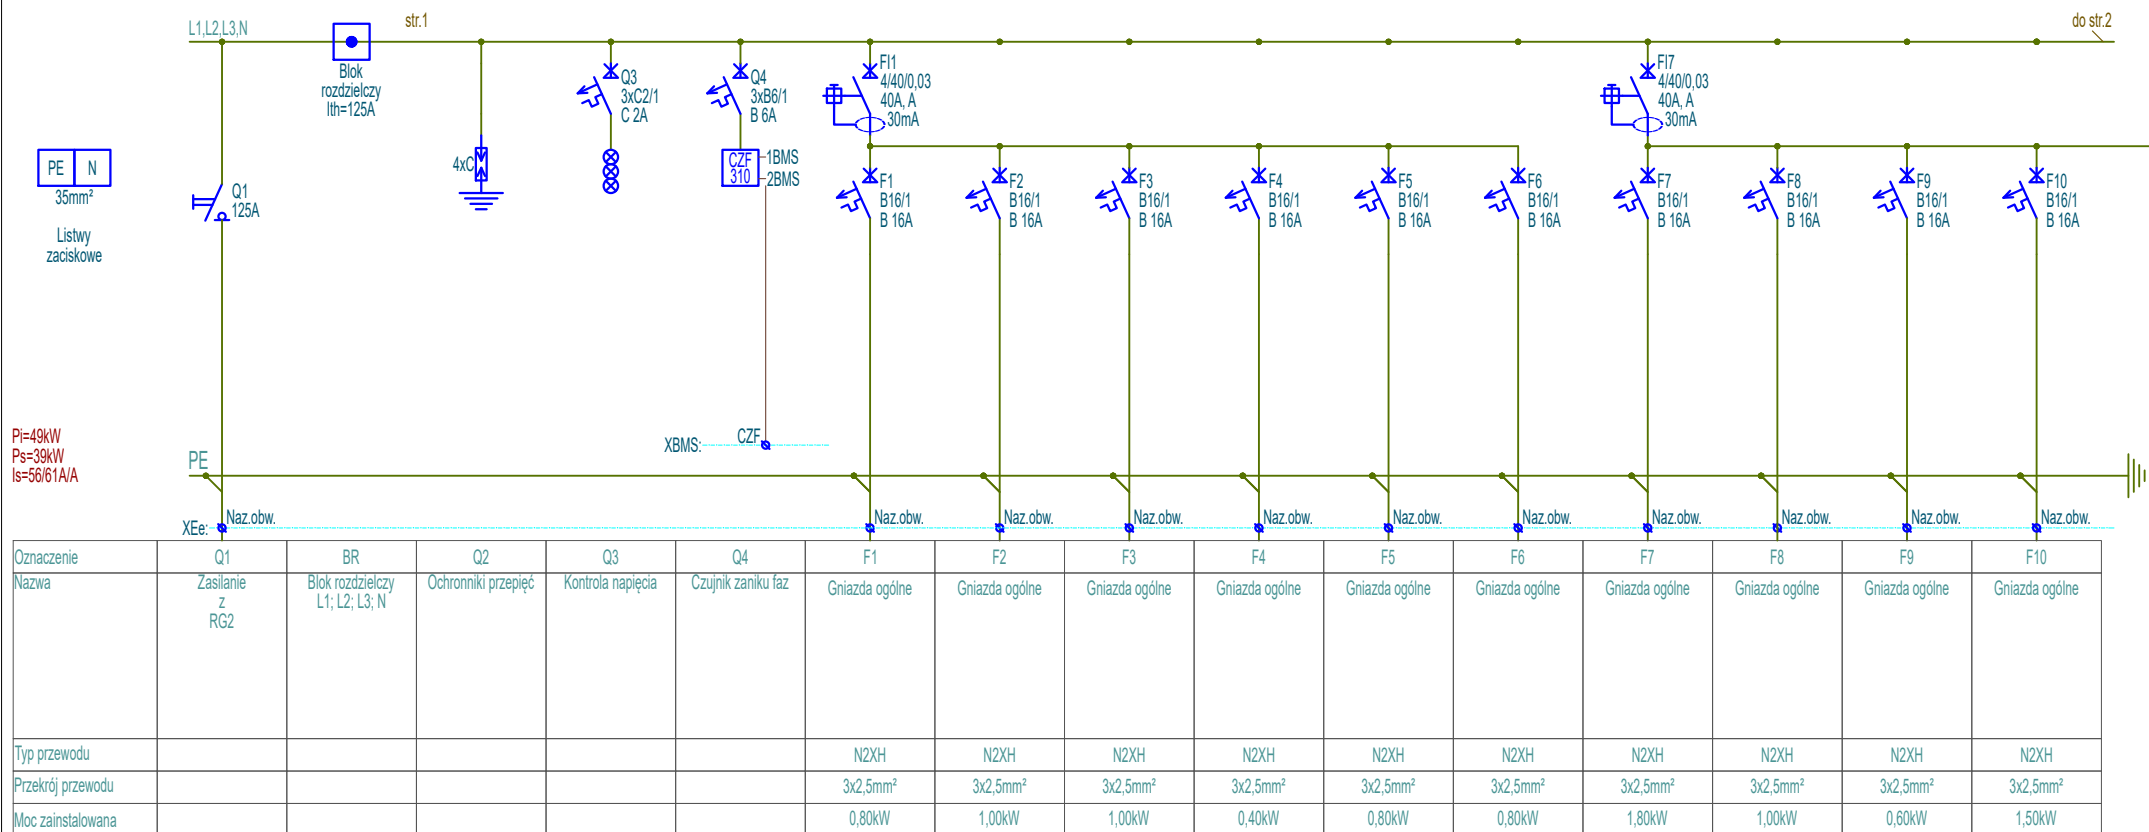 str.1
do str.2
L1,L2,L3,N
Blok
rozdzielczy
Ith=125A
Q3
3xC2/1
C 2A
Q4
3xB6/1
B 6A
FI1
4/40/0,03
40A, A
30mA
FI7
4/40/0,03
40A, A
30mA
PE N
35mm²
Listwy
zaciskowe
Q1
125A
4xC
CZF
310
1BMS
2BMS
F1
B16/1
B 16A
F2
B16/1
B 16A
F3
B16/1
B 16A
F4
B16/1
B 16A
F5
B16/1
B 16A
F6
B16/1
B 16A
F7
B16/1
B 16A
F8
B16/1
B 16A
F9
B16/1
B 16A
F10
B16/1
B 16A
Pi=49kW
Ps=39kW
Is=56/61A/A
XBMS: CZF
PE
XEe: Naz.obw. Naz.obw. Naz.obw. Naz.obw. Naz.obw. Naz.obw. Naz.obw. Naz.obw. Naz.obw. Naz.obw. Naz.obw.
Oznaczenie Q1 BR Q2 Q3 Q4 F1 F2 F3 F4 F5 F6 F7 F8 F9 F10
Nazwa
Zasilanie
z
RG2
Blok rozdzielczy
L1; L2; L3; N
Ochronniki przepięć
Kontrola napięcia
Czujnik zaniku faz
Gniazda ogólne Gniazda ogólne Gniazda ogólne Gniazda ogólne Gniazda ogólne Gniazda ogólne Gniazda ogólne Gniazda ogólne Gniazda ogólne Gniazda ogólne
Typ przewodu N2XH N2XH N2XH N2XH N2XH N2XH N2XH N2XH N2XH N2XH
Przekrój przewodu 3x2,5mm² 3x2,5mm² 3x2,5mm² 3x2,5mm² 3x2,5mm² 3x2,5mm² 3x2,5mm² 3x2,5mm² 3x2,5mm² 3x2,5mm²
Moc zainstalowana 0,80kW 1,00kW 1,00kW 0,40kW 0,80kW 0,80kW 1,80kW 1,00kW 0,60kW 1,50kW